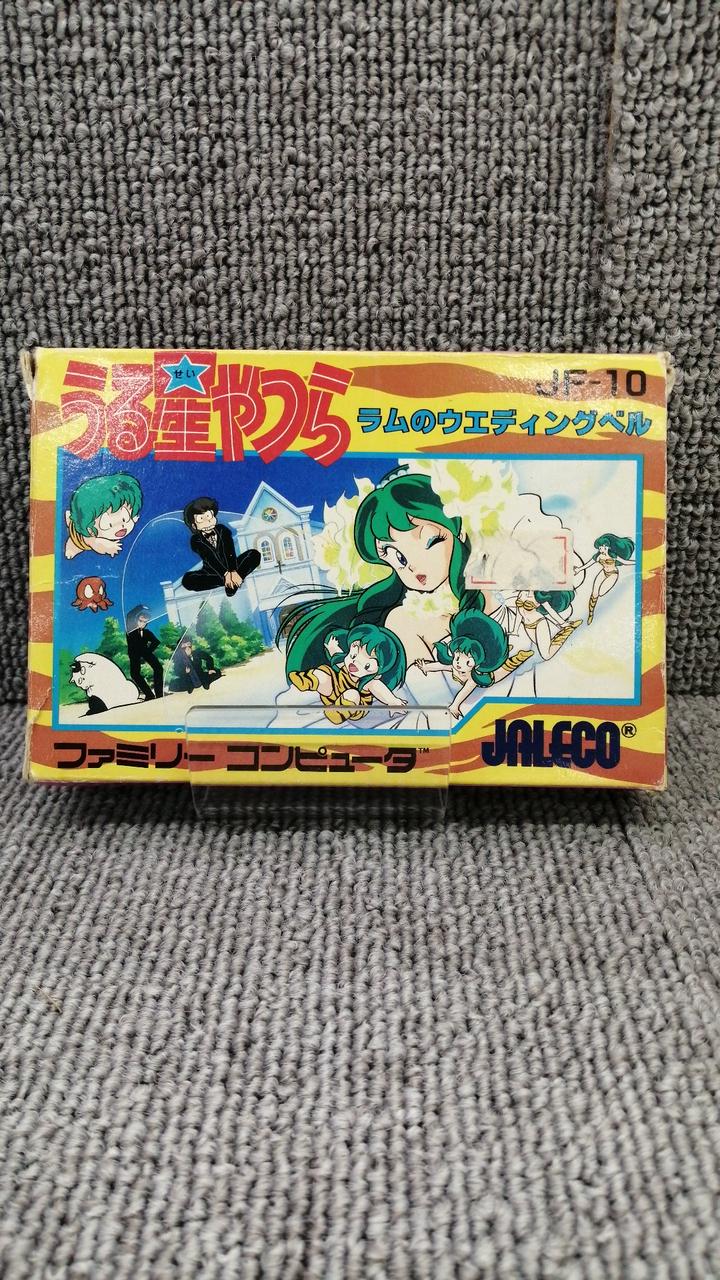 うる星やつら
せい
JF-10
ラムのウエディングベル
ファミリー コンピュータ™
JALECO®